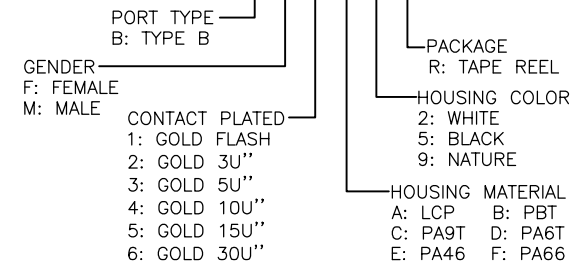 PORT TYPE
B: TYPE B
GENDER
F: FEMALE
M: MALE
CONTACT PLATED
1: GOLD FLASH
2: GOLD 3U''
3: GOLD 5U''
4: GOLD 10U''
5: GOLD 15U''
6: GOLD 30U''
PACKAGE
R: TAPE REEL
HOUSING COLOR
2: WHITE
5: BLACK
9: NATURE
HOUSING MATERIAL
A: LCP B: PBT
C: PA9T D: PA6T
E: PA46 F: PA66